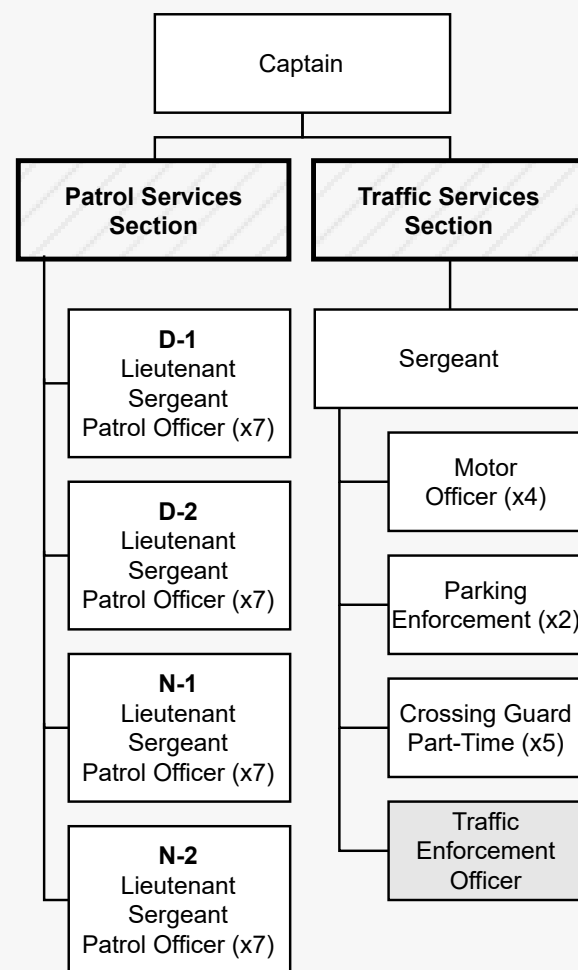 Captain
Patrol Services
Section
Traffic Services
Section
D-1
Lieutenant
Sergeant
Patrol Officer (x7)
D-2
Lieutenant
Sergeant
Patrol Officer (x7)
N-1
Lieutenant
Sergeant
Patrol Officer (x7)
N-2
Lieutenant
Sergeant
Patrol Officer (x7)
Sergeant
Motor
Officer (x4)
Parking
Enforcement (x2)
Crossing Guard
Part-Time (x5)
Traffic
Enforcement
Officer